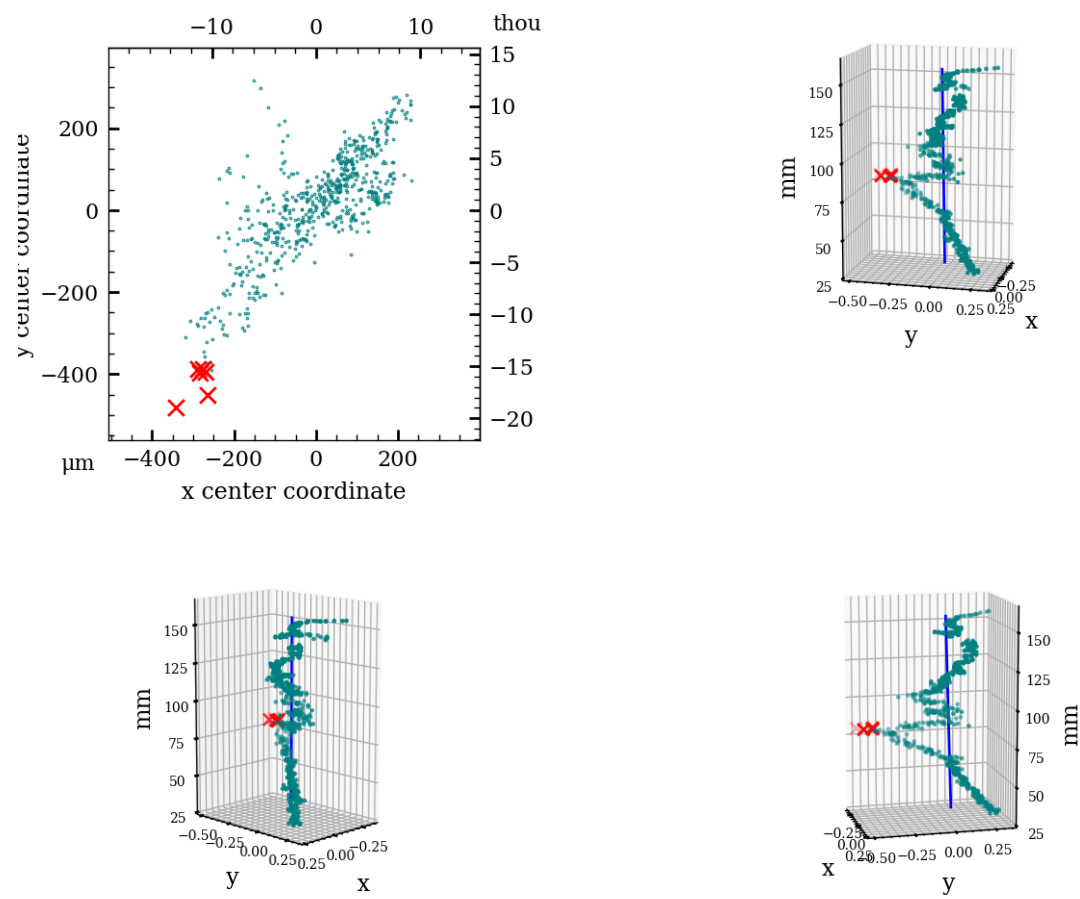 −10 0 10 thou
15
10
5
0
−5
−10
−15
−20
200
0
−200
−400
y center coordinate
μm −400 −200 0 200
x center coordinate
150
125
100
75
50
25
mm
−0.50 −0.25 0.00 0.25
y
−0.25
0.00
0.25
x
150
125
100
75
50
25
mm
−0.50 −0.25 0.00 0.25
y
0.25 0.00 −0.25
x
150
125
100
75
50
25
mm
−0.25
0.00
0.25
x
−0.50 −0.25 0.00 0.25
y